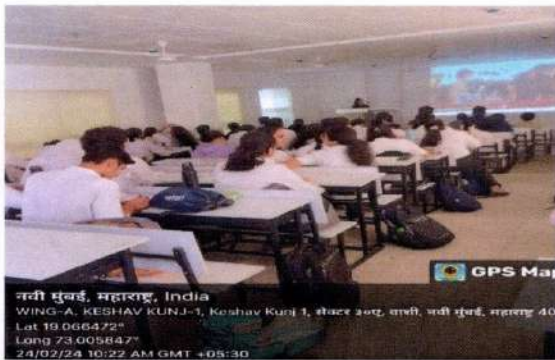 GPS Map
नवी मुंबई, महाराष्ट्र, India
WING-A, KESHAV KUNJ-1, Keshav Kunj 1, सेक्टर ३०ए, वाशी, नवी मुंबई, महाराष्ट्र 40
Lat 19.066472°
Long 73.005847°
24/02/24 10:22 AM GMT +05:30